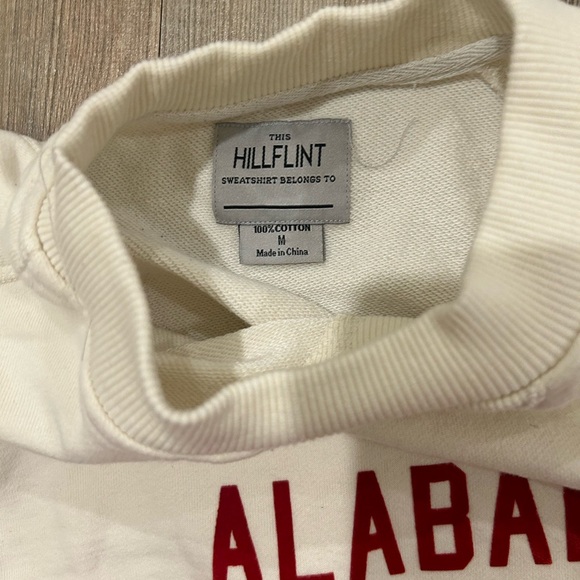 THIS
HILLFLINT
SWEATSHIRT BELONGS TO
100% COTTON
M
Made in China
ALABA